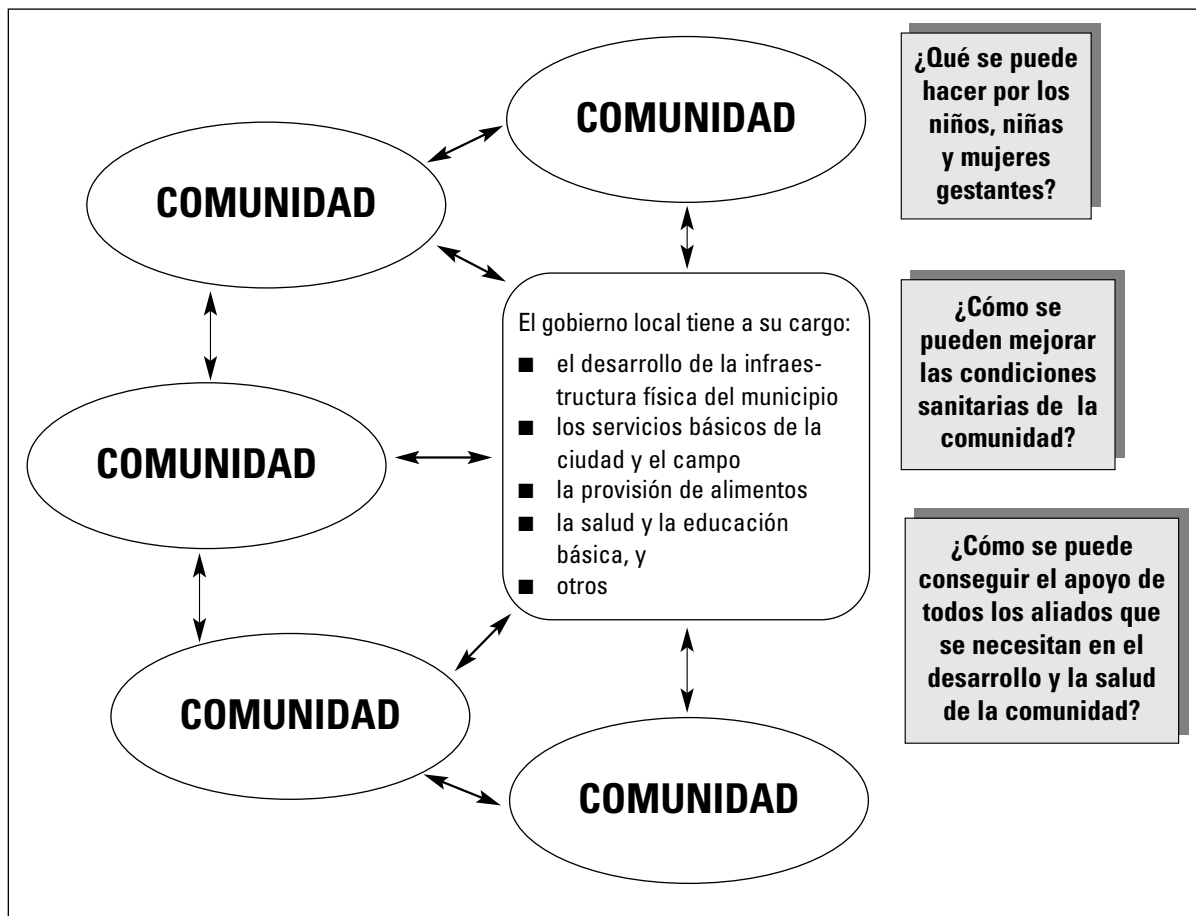 COMUNIDAD
COMUNIDAD
COMUNIDAD
COMUNIDAD
COMUNIDAD
El gobierno local tiene a su cargo:
■ el desarrollo de la infraes-
tructura física del municipio
■ los servicios básicos de la
ciudad y el campo
■ la provisión de alimentos
■ la salud y la educación
básica, y
■ otros
¿Qué se puede
hacer por los
niños, niñas
y mujeres
gestantes?
¿Cómo se
pueden mejorar
las condiciones
sanitarias de la
comunidad?
¿Cómo se puede
conseguir el apoyo de
todos los aliados que
se necesitan en el
desarrollo y la salud
de la comunidad?